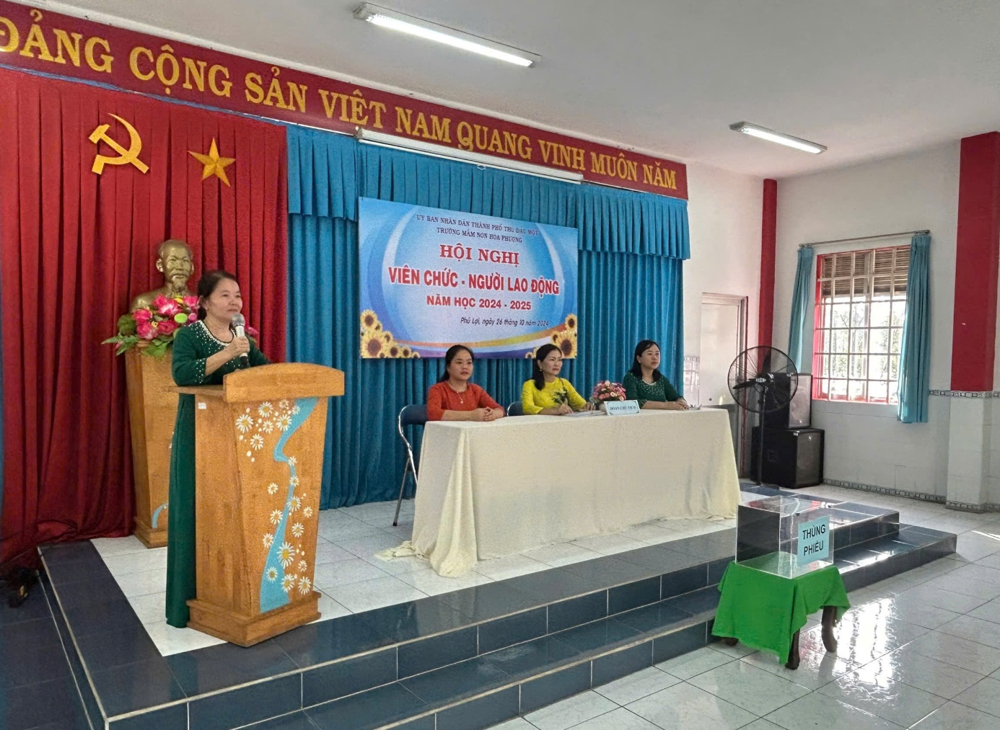 ĐẢNG CỘNG SẢN VIỆT NAM QUANG VINH MUÔN NĂM
ỦY BAN NHÂN DÂN THÀNH PHỐ THỦ DẦU MỘT
TRƯỜNG MẦM NON HOA PHƯỢNG
HỘI NGHỊ
VIÊN CHỨC - NGƯỜI LAO ĐỘNG
NĂM HỌC 2024 - 2025
Phú Lợi, ngày 26 tháng 10 năm 2024
ĐOÀN CHỦ TỊCH
THÙNG
PHIẾU